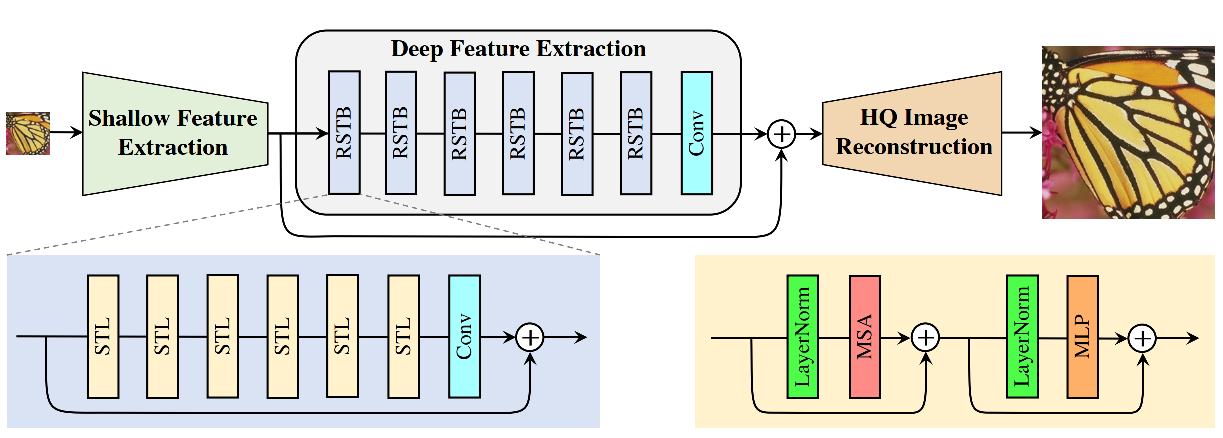 Deep Feature Extraction
Shallow Feature
Extraction
RSTB
RSTB
RSTB
RSTB
RSTB
RSTB
Conv
+
HQ Image
Reconstruction
STL
STL
STL
STL
STL
STL
Conv
+
LayerNorm
MSA
+
LayerNorm
MLP
+